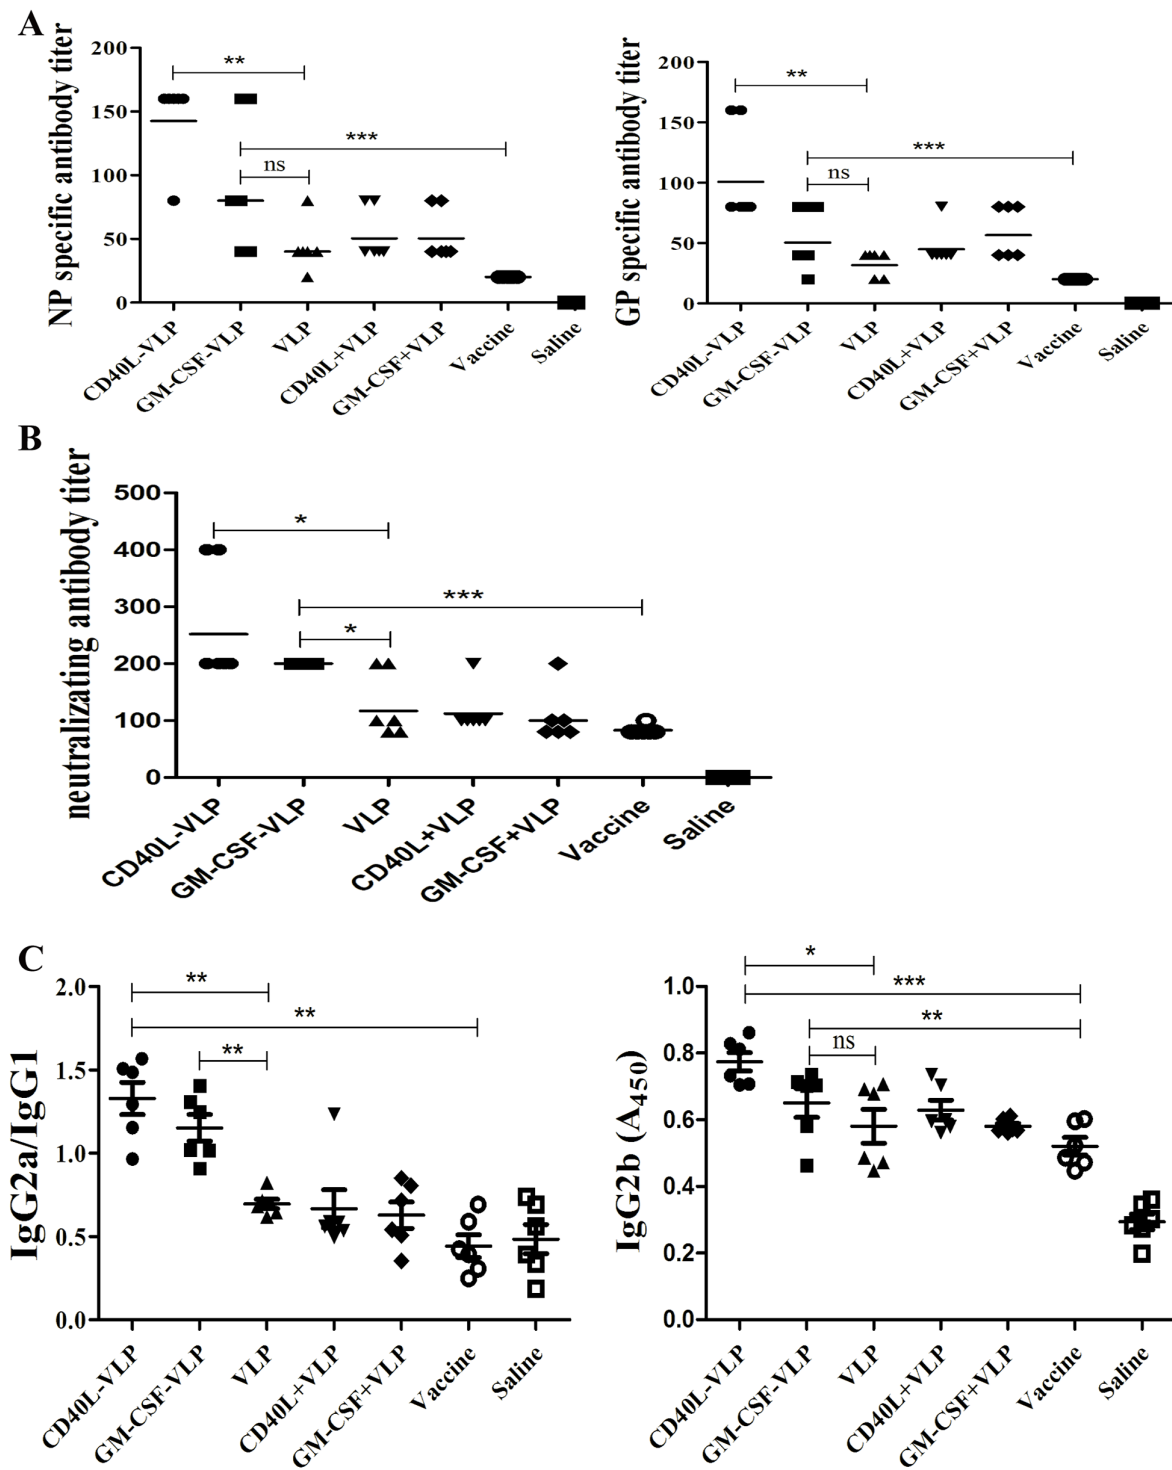 A
NP specific antibody titer
200
150
100
50
0
**
***
ns
CD40L-VLP
GM-CSF-VLP
VLP
CD40L+VLP
GM-CSF+VLP
Vaccine
Saline
GP specific antibody titer
200
150
100
50
0
**
***
ns
CD40L-VLP
GM-CSF-VLP
VLP
CD40L+VLP
GM-CSF+VLP
Vaccine
Saline
B
neutralizating antibody titer
500
400
300
200
100
0
*
***
*
CD40L-VLP
GM-CSF-VLP
VLP
CD40L+VLP
GM-CSF+VLP
Vaccine
Saline
C
IgG2a/IgG1
2.0
1.5
1.0
0.5
0.0
**
**
**
CD40L-VLP
GM-CSF-VLP
VLP
CD40L+VLP
GM-CSF+VLP
Vaccine
Saline
IgG2b (A450)
1.0
0.8
0.6
0.4
0.2
0.0
*
***
**
ns
CD40L-VLP
GM-CSF-VLP
VLP
CD40L+VLP
GM-CSF+VLP
Vaccine
Saline